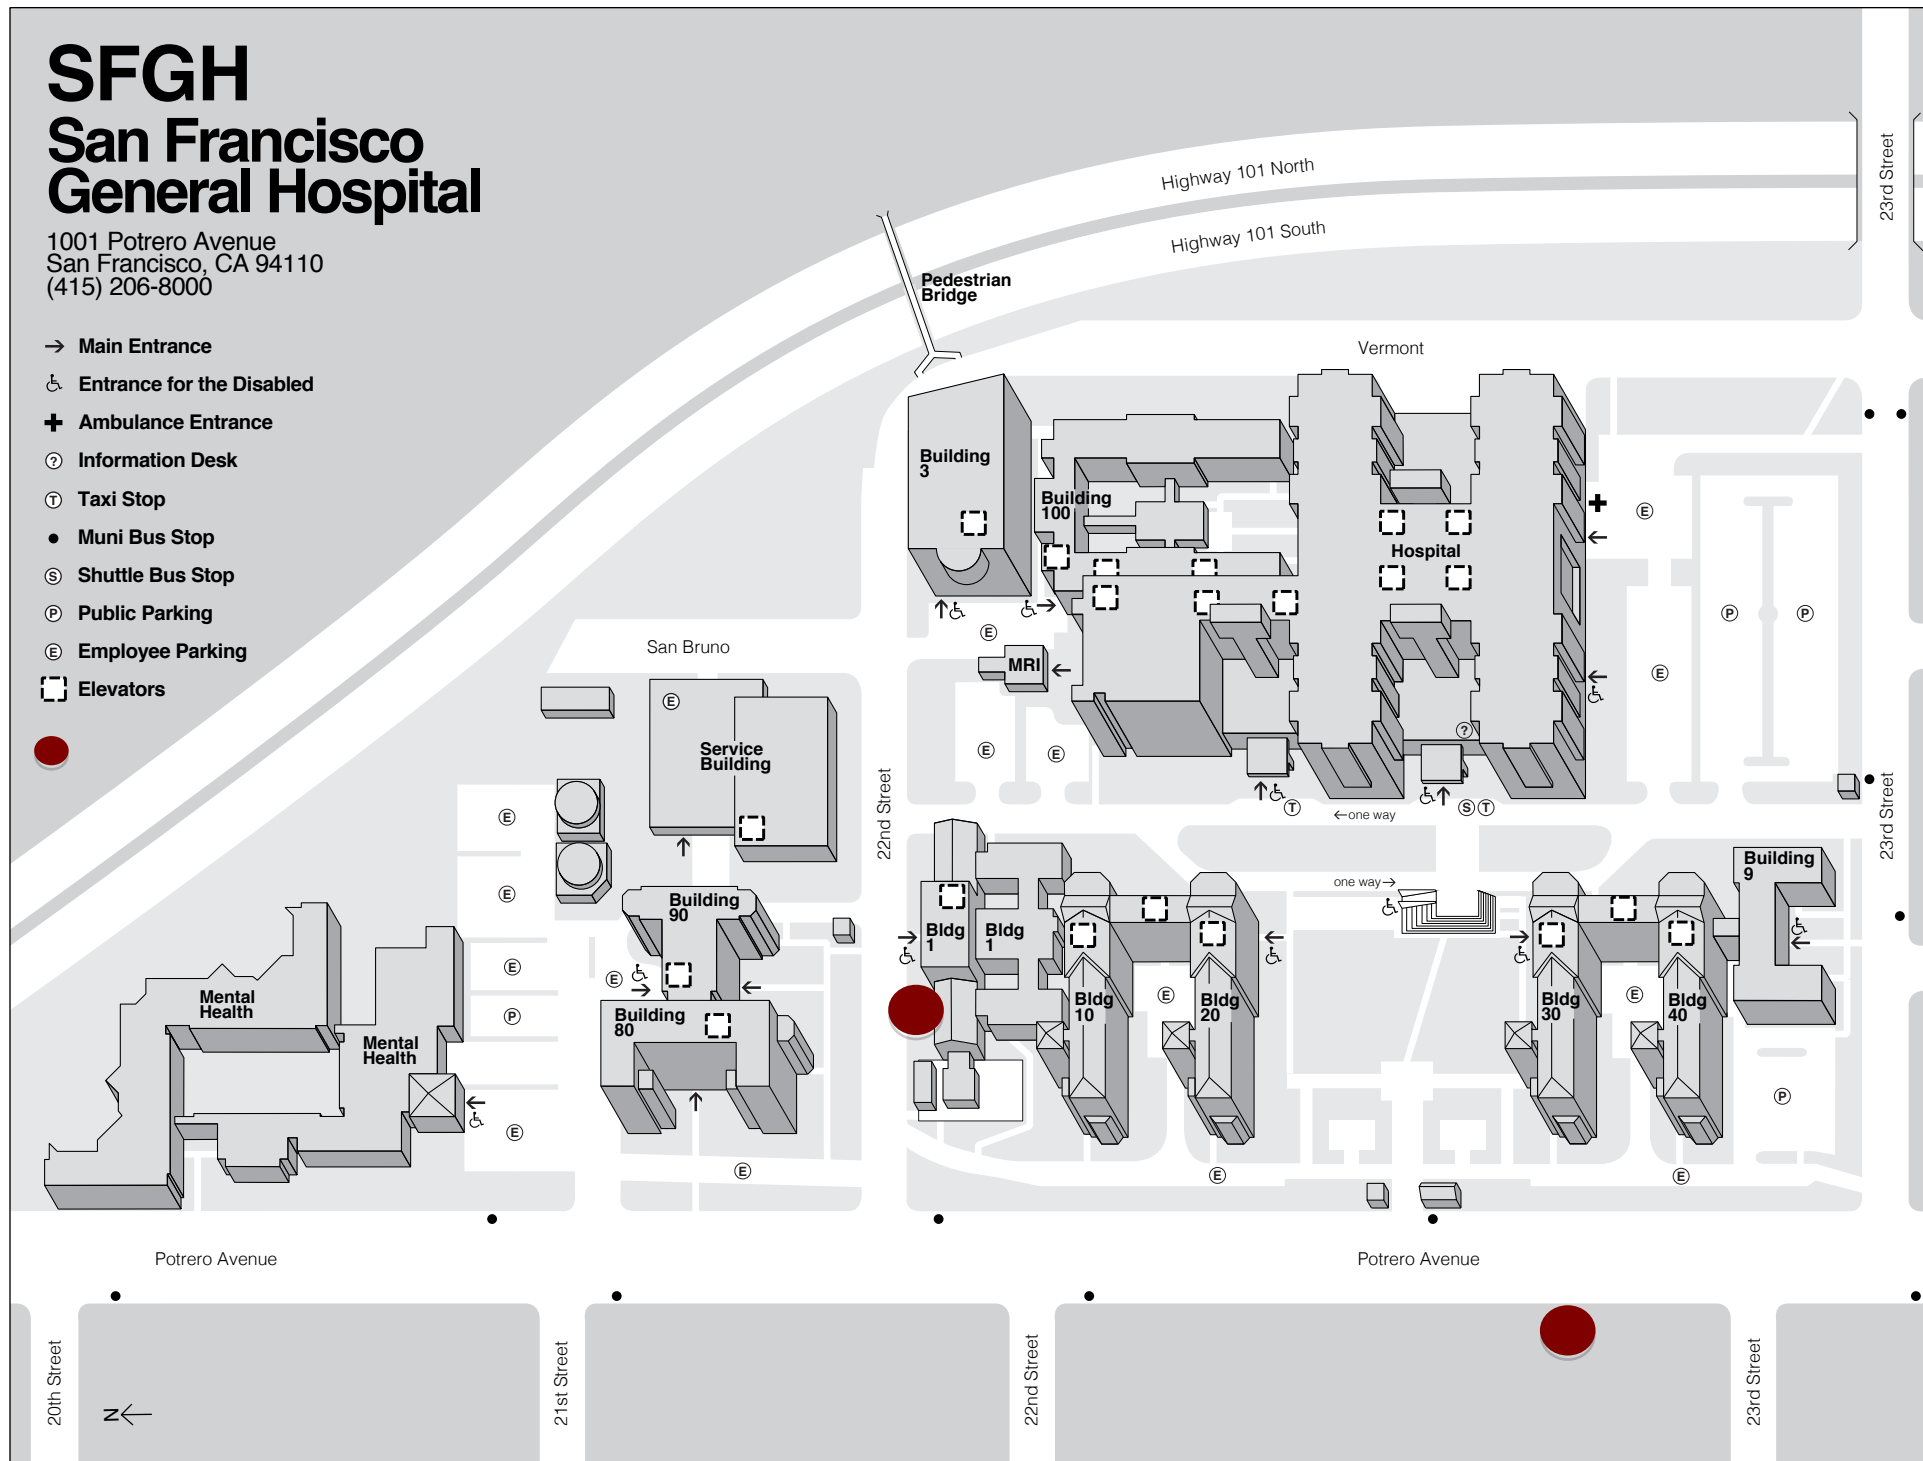 SFGH
San Francisco
General Hospital
1001 Potrero Avenue
San Francisco, CA 94110
(415) 206-8000
Main Entrance
Entrance for the Disabled
Ambulance Entrance
? Information Desk
T Taxi Stop
Muni Bus Stop
S Shuttle Bus Stop
P Public Parking
E Employee Parking
Elevators
Highway 101 North
Highway 101 South
23rd Street
Pedestrian
Bridge
Vermont
Building
3
Building
100
E
Hospital
P P
E
San Bruno
MRI
E
E
Service
Building
?
E E
22nd Street
T
S T
one way
23rd Street
E
one way
Building
9
E
Building
90
Bldg
1
Bldg
1
E
E
Mental
Health
P
Building
80
Bldg
10
E
Bldg
20
Bldg
30
E
Bldg
40
Mental
Health
P
E
E
E
E
Potrero Avenue
Potrero Avenue
20th Street
N
21st Street
22nd Street
23rd Street